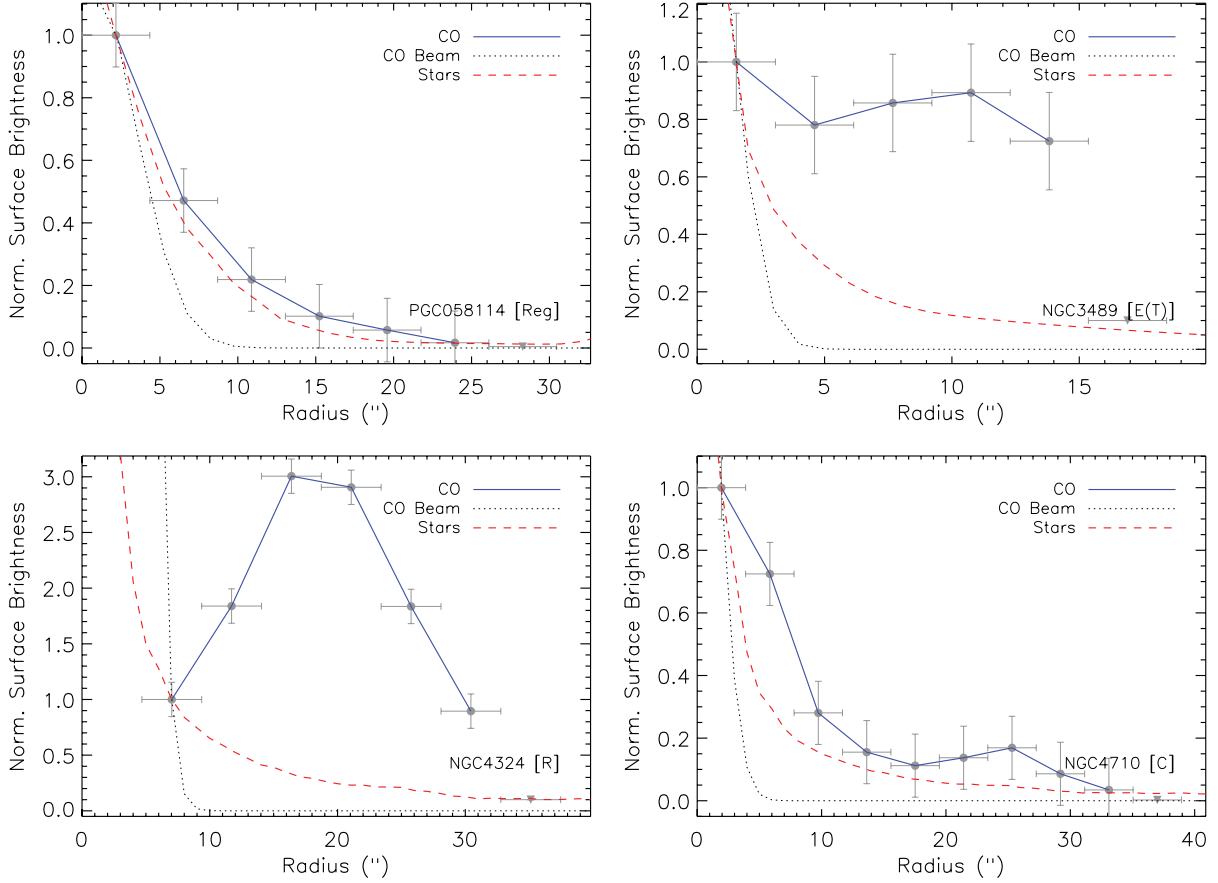 CO
CO Beam
Stars
PGC058114 [Reg]
Norm. Surface Brightness
1.0
0.8
0.6
0.4
0.2
0.0
0 5 10 15 20 25 30
Radius (")
CO
CO Beam
Stars
NGC3489 [E(T)]
Norm. Surface Brightness
1.2
1.0
0.8
0.6
0.4
0.2
0.0
0 5 10 15
Radius (")
CO
CO Beam
Stars
NGC4324 [R]
Norm. Surface Brightness
3.0
2.5
2.0
1.5
1.0
0.5
0.0
0 10 20 30
Radius (")
CO
CO Beam
Stars
NGC4710 [C]
Norm. Surface Brightness
1.0
0.8
0.6
0.4
0.2
0.0
0 10 20 30 40
Radius (")